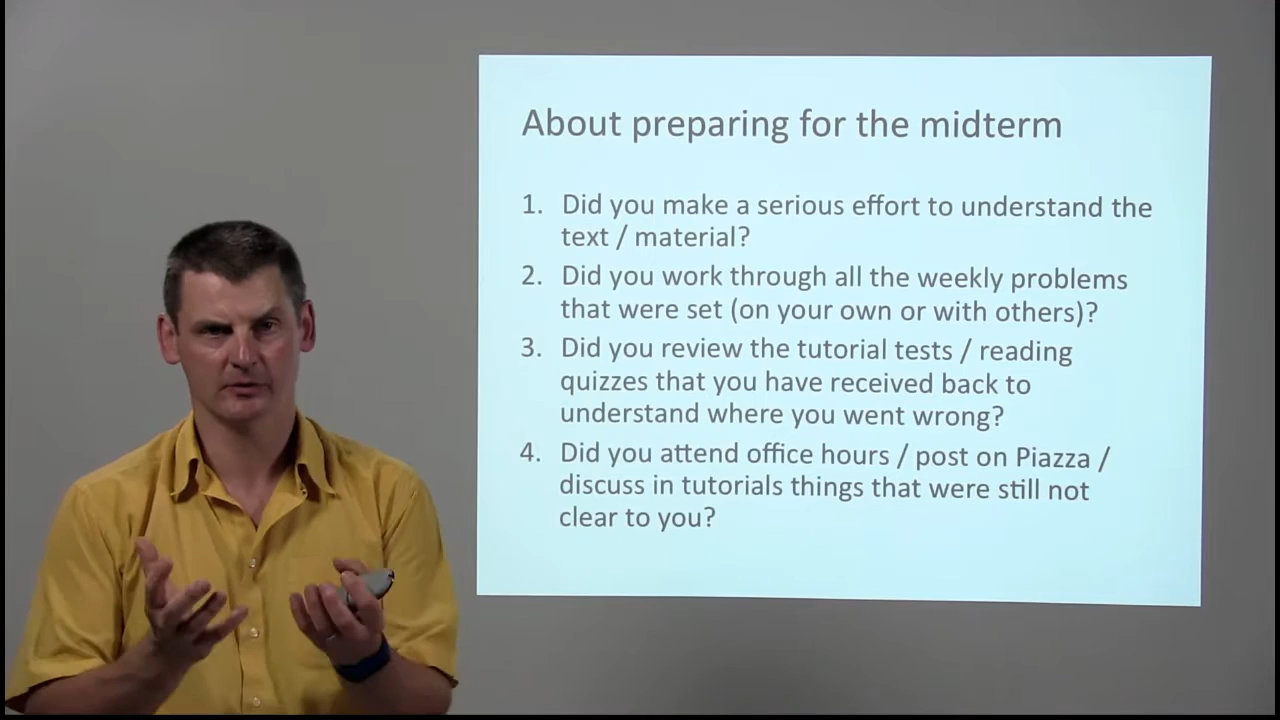 About preparing for the midterm
1. Did you make a serious effort to understand the
text / material?
2. Did you work through all the weekly problems
that were set (on your own or with others)?
3. Did you review the tutorial tests / reading
quizzes that you have received back to
understand where you went wrong?
4. Did you attend office hours / post on Piazza /
discuss in tutorials things that were still not
clear to you?